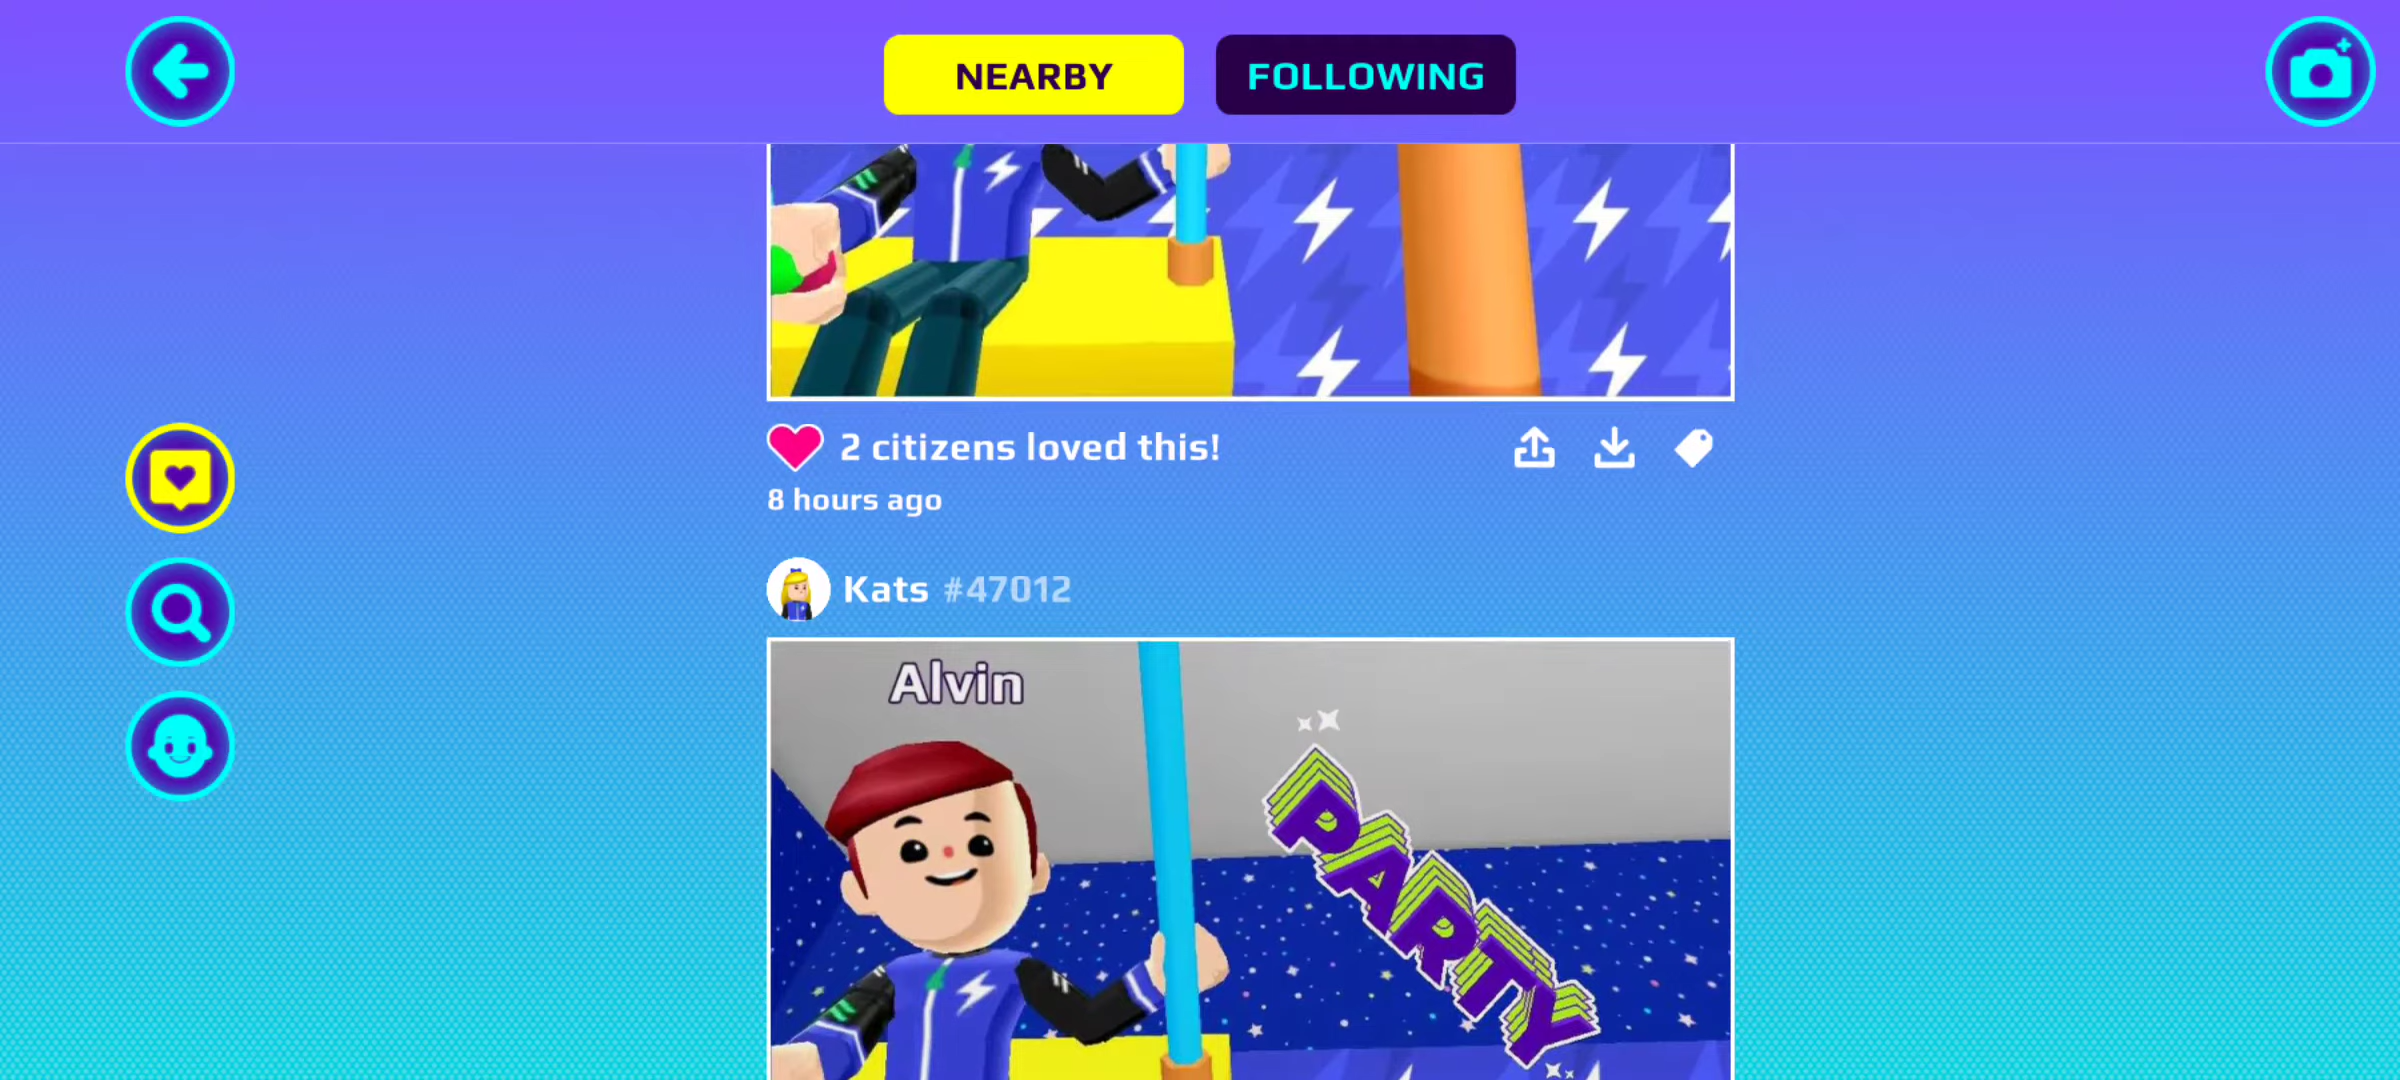 NEARBY
FOLLOWING
2 citizens loved this!
8 hours ago
Kats #47012
Alvin
PARTY